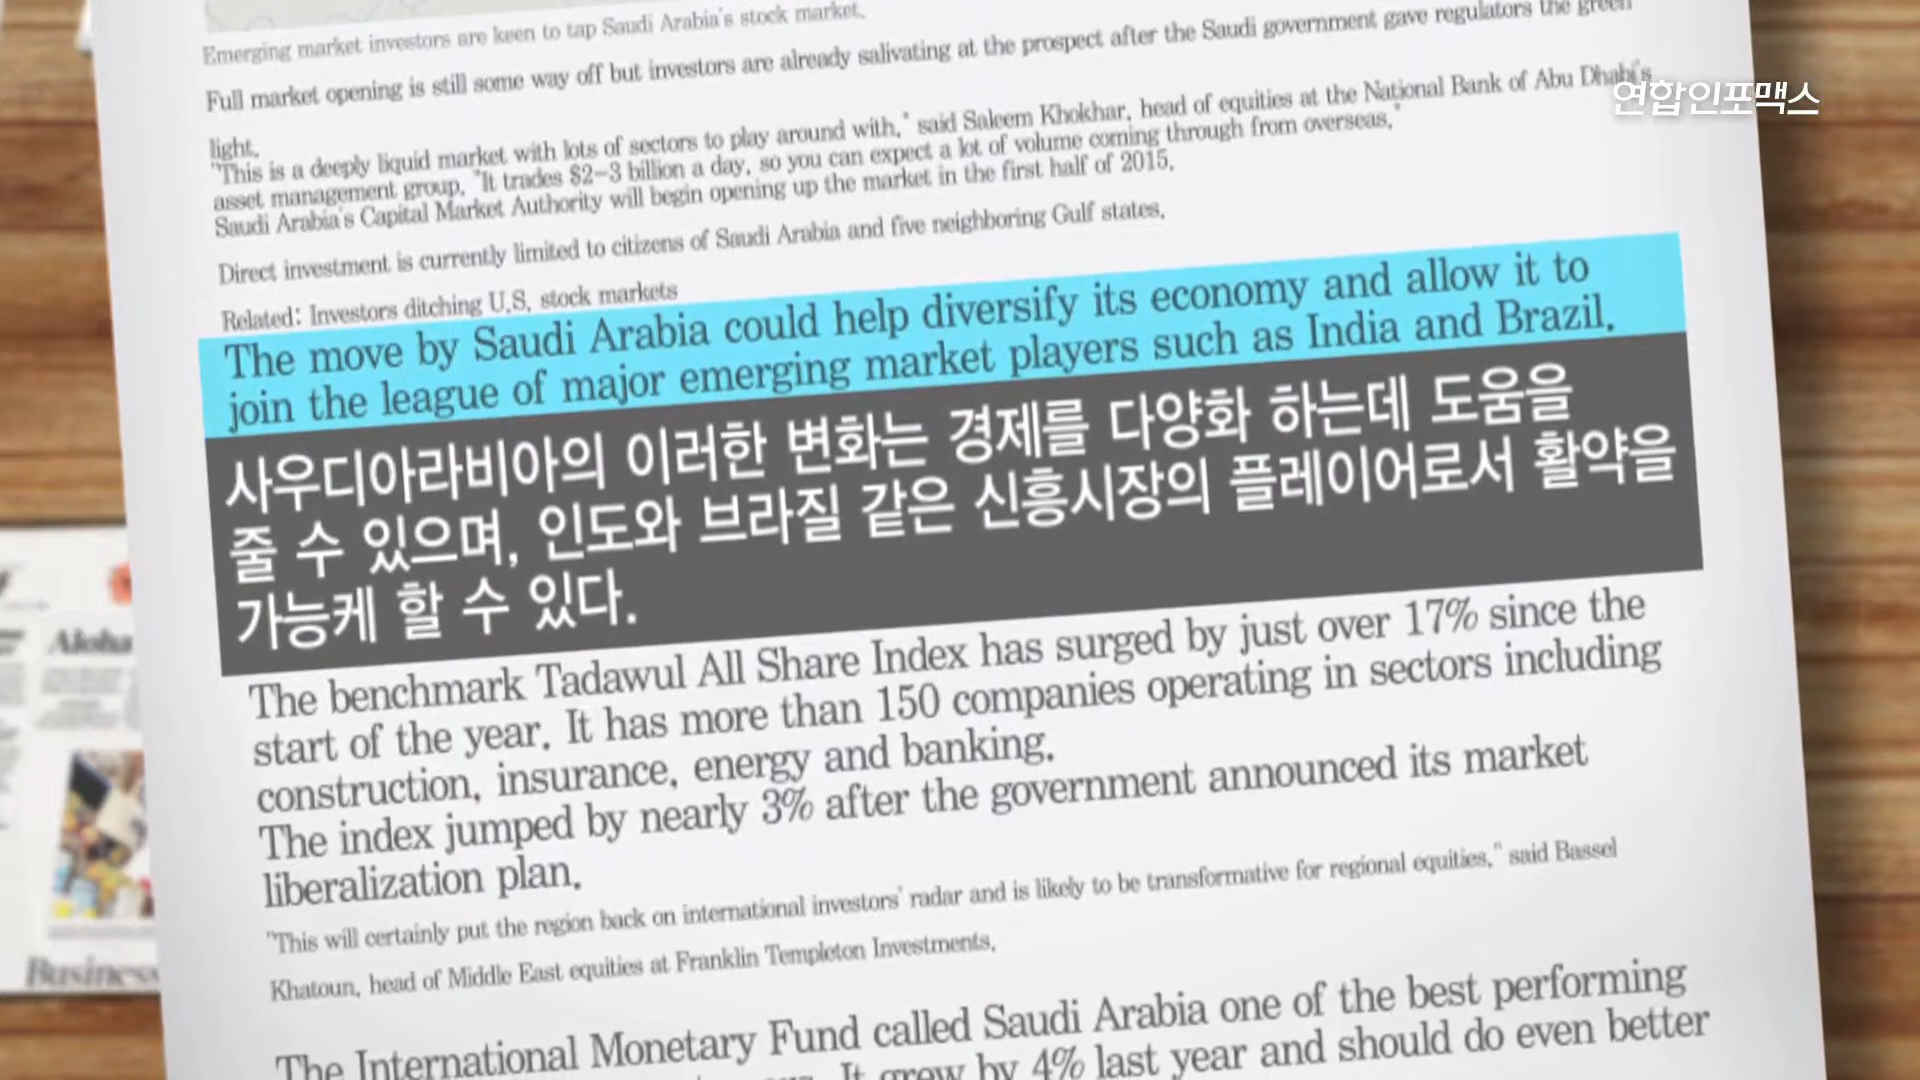 Emerging market investors are keen to tap Saudi Arabia's stock market.
Full market opening is still some way off but investors are already salivating at the prospect after the Saudi government gave regulators the green
light.
"This is a deeply liquid market with lots of sectors to play around with," said Saleem Khokhar, head of equities at the National Bank of Abu Dhabi's
asset management group. "It trades $2-3 billion a day, so you can expect a lot of volume coming through from overseas."
Saudi Arabia's Capital Market Authority will begin opening up the market in the first half of 2015.
Direct investment is currently limited to citizens of Saudi Arabia and five neighboring Gulf states.
Related: Investors ditching U.S. stock markets
The move by Saudi Arabia could help diversify its economy and allow it to
join the league of major emerging market players such as India and Brazil.
사우디아라비아의 이러한 변화는 경제를 다양화 하는데 도움을
줄 수 있으며, 인도와 브라질 같은 신흥시장의 플레이어로서 활약을
가능케 할 수 있다.
The benchmark Tadawul All Share Index has surged by just over 17% since the
start of the year. It has more than 150 companies operating in sectors including
construction, insurance, energy and banking.
The index jumped by nearly 3% after the government announced its market
liberalization plan.
"This will certainly put the region back on international investors' radar and is likely to be transformative for regional equities," said Bassel
Khatoun, head of Middle East equities at Franklin Templeton Investments.
The International Monetary Fund called Saudi Arabia one of the best performing
It grew by 4% last year and should do even better
연합인포맥스
Aloha
Business